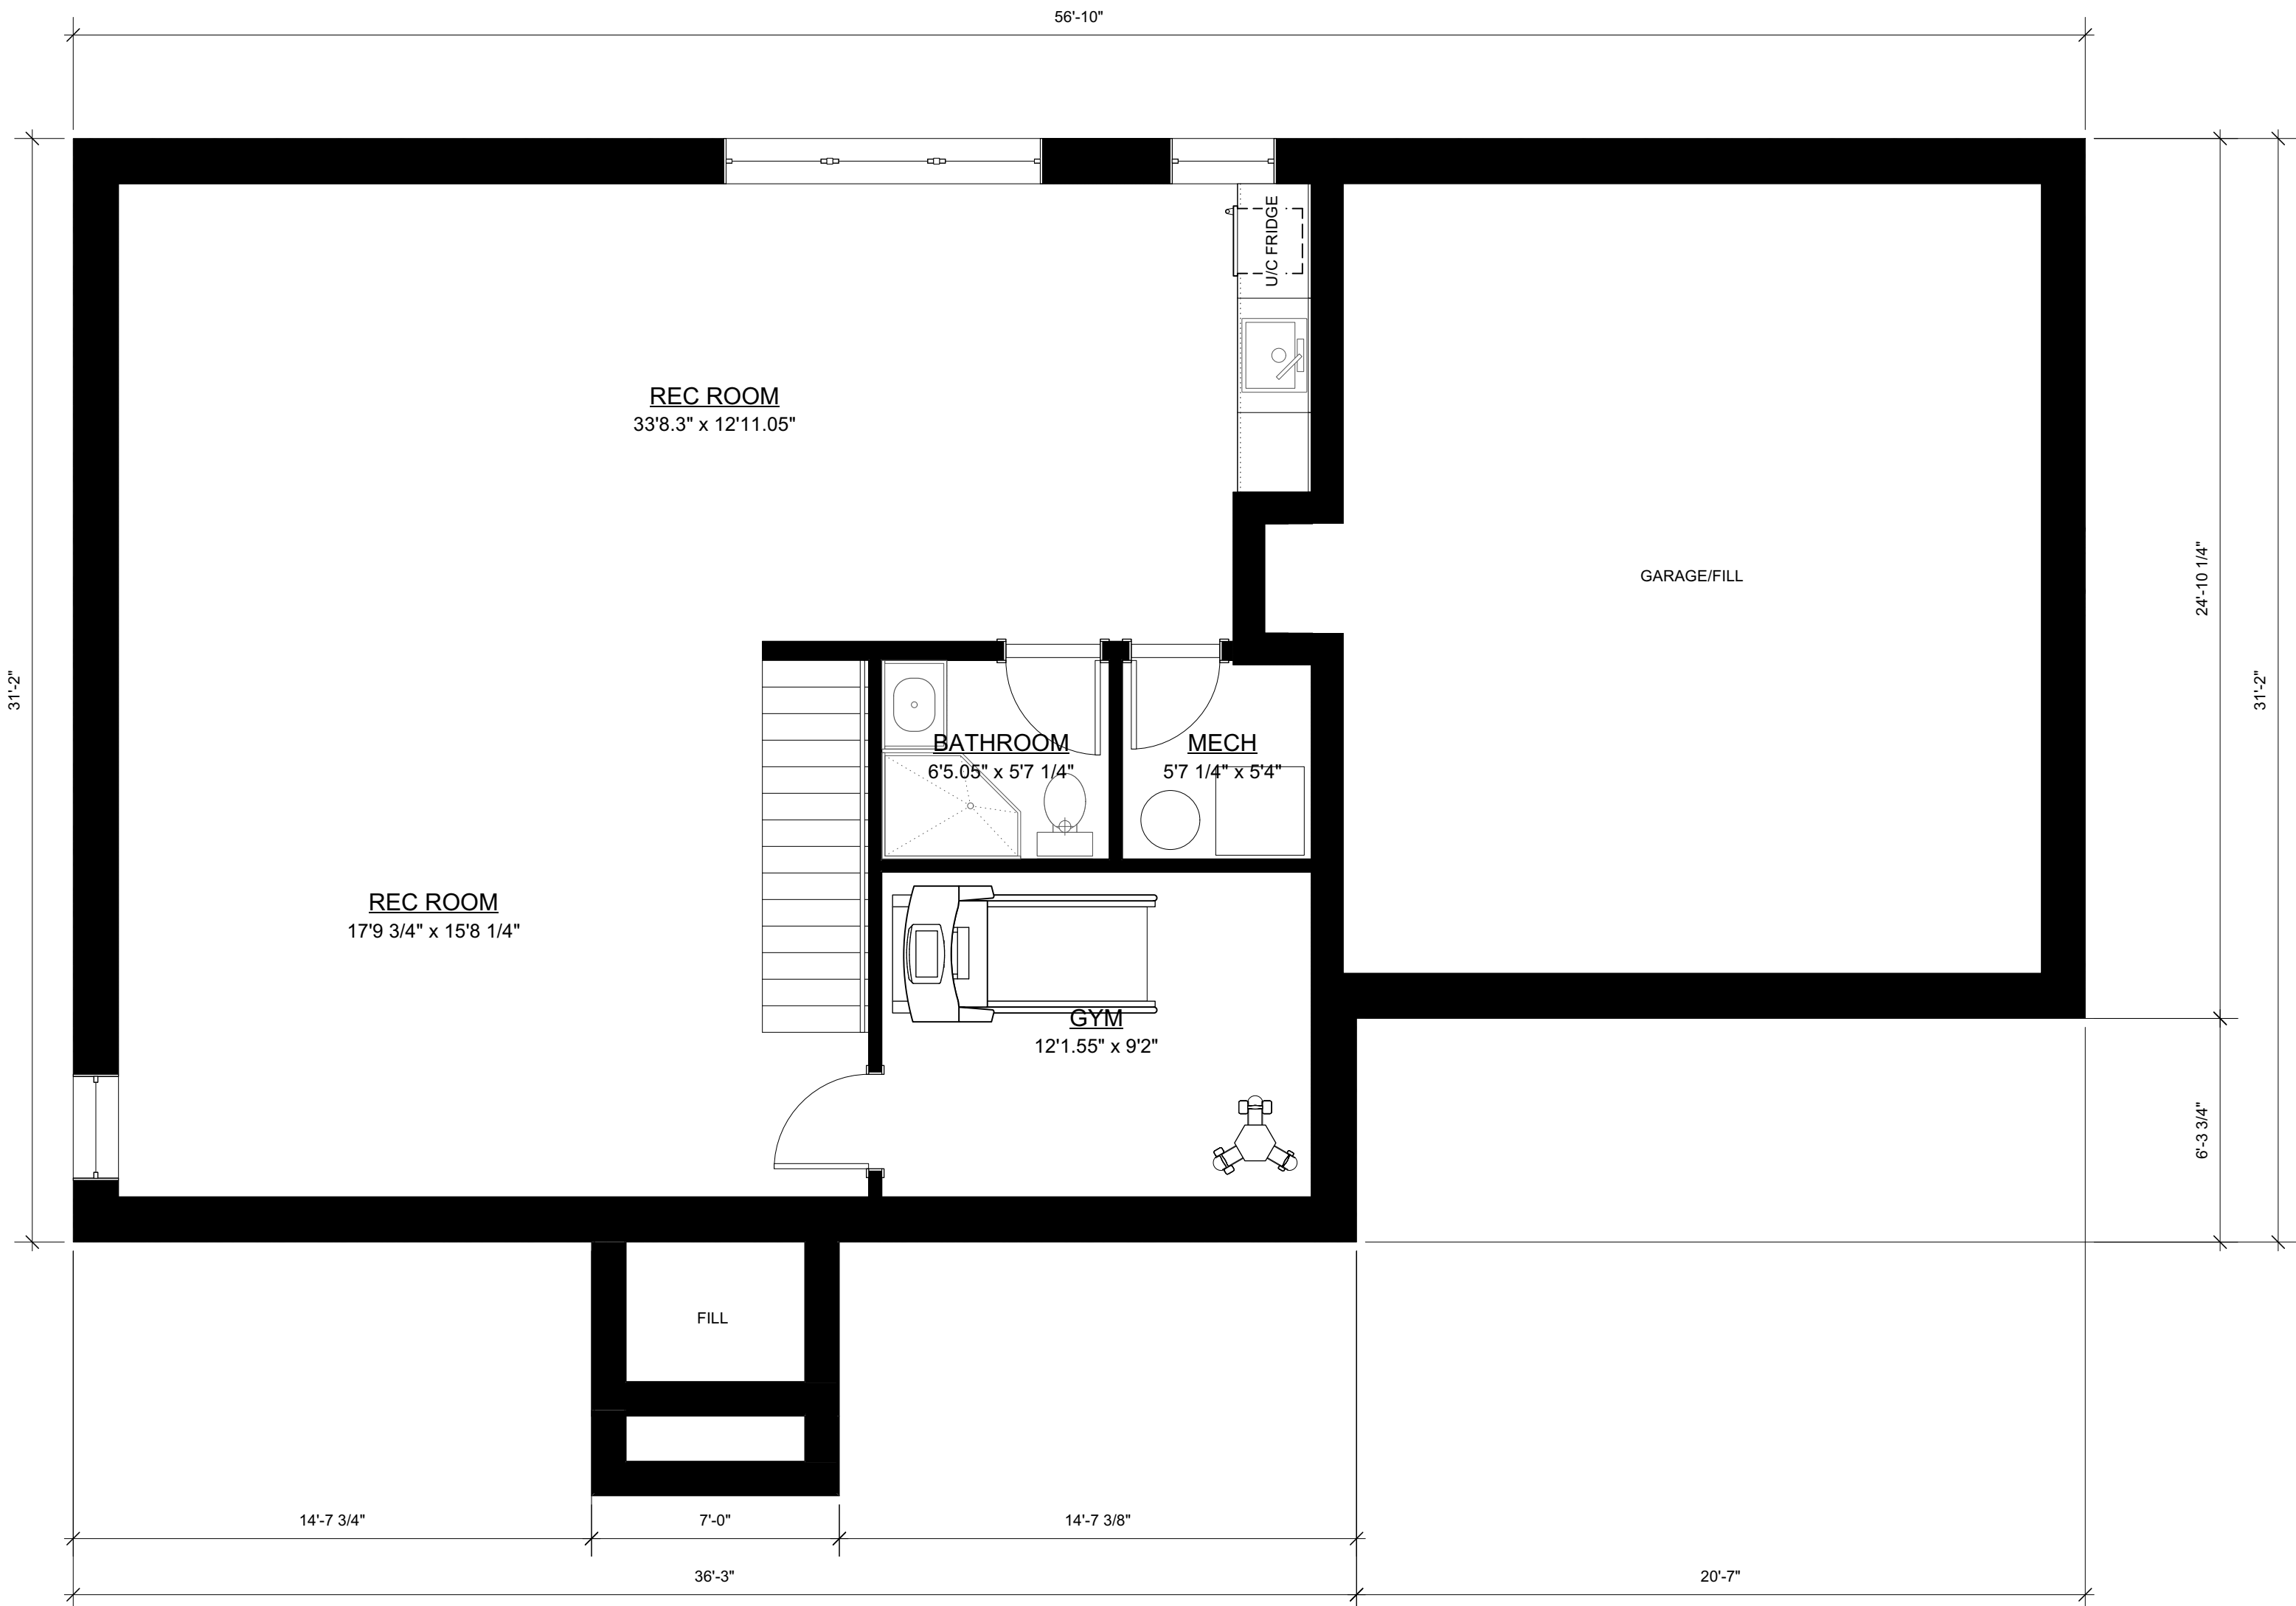 56'-10"
U/C FRIDGE
REC ROOM
33'8.3" x 12'11.05"
GARAGE/FILL
24'-10 1/4"
31'-2"
31'-2"
BATHROOM
6'5.05" x 5'7 1/4"
MECH
5'7 1/4" x 5'4"
REC ROOM
17'9 3/4" x 15'8 1/4"
GYM
12'1.55" x 9'2"
6'-3 3/4"
FILL
14'-7 3/4"
7'-0"
14'-7 3/8"
36'-3"
20'-7"